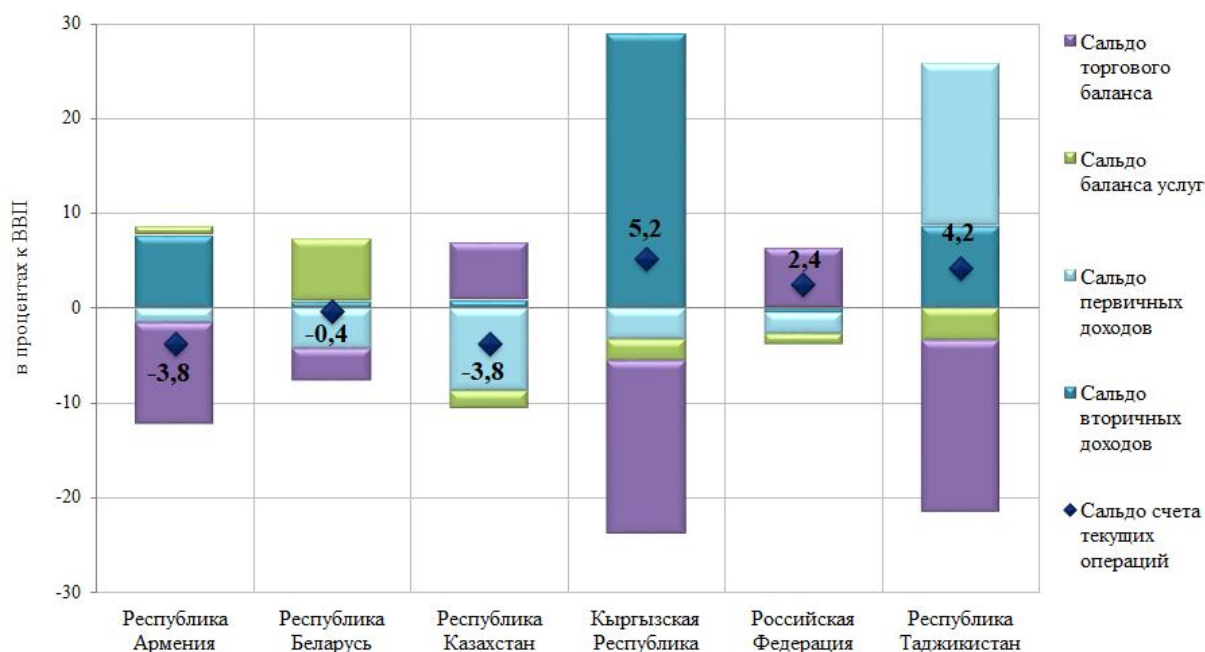 в процентах к ВВП
30
20
10
0
-10
-20
-30
-3,8
-0,4
-3,8
5,2
2,4
4,2
Республика
Армения
Республика
Беларусь
Республика
Казахстан
Кыргызская
Республика
Российская
Федерация
Республика
Таджикистан
Сальдо
торгового
баланса
Сальдо
баланса услуг
Сальдо
первичных
доходов
Сальдо
вторичных
доходов
Сальдо счета
текущих
операций